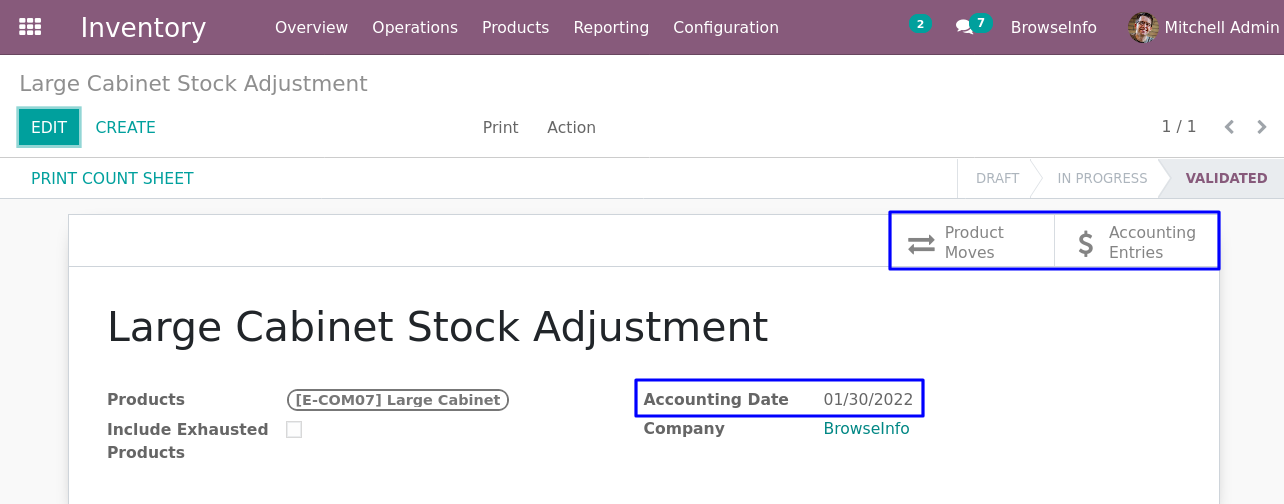 Inventory Overview Operations Products Reporting Configuration 2 7 BrowseInfo Mitchell Admin
Large Cabinet Stock Adjustment
EDIT CREATE Print Action 1 / 1
PRINT COUNT SHEET DRAFT IN PROGRESS VALIDATED
Product Moves
Accounting Entries
Large Cabinet Stock Adjustment
Products [E-COM07] Large Cabinet
Accounting Date 01/30/2022
Include Exhausted Products
Company BrowseInfo